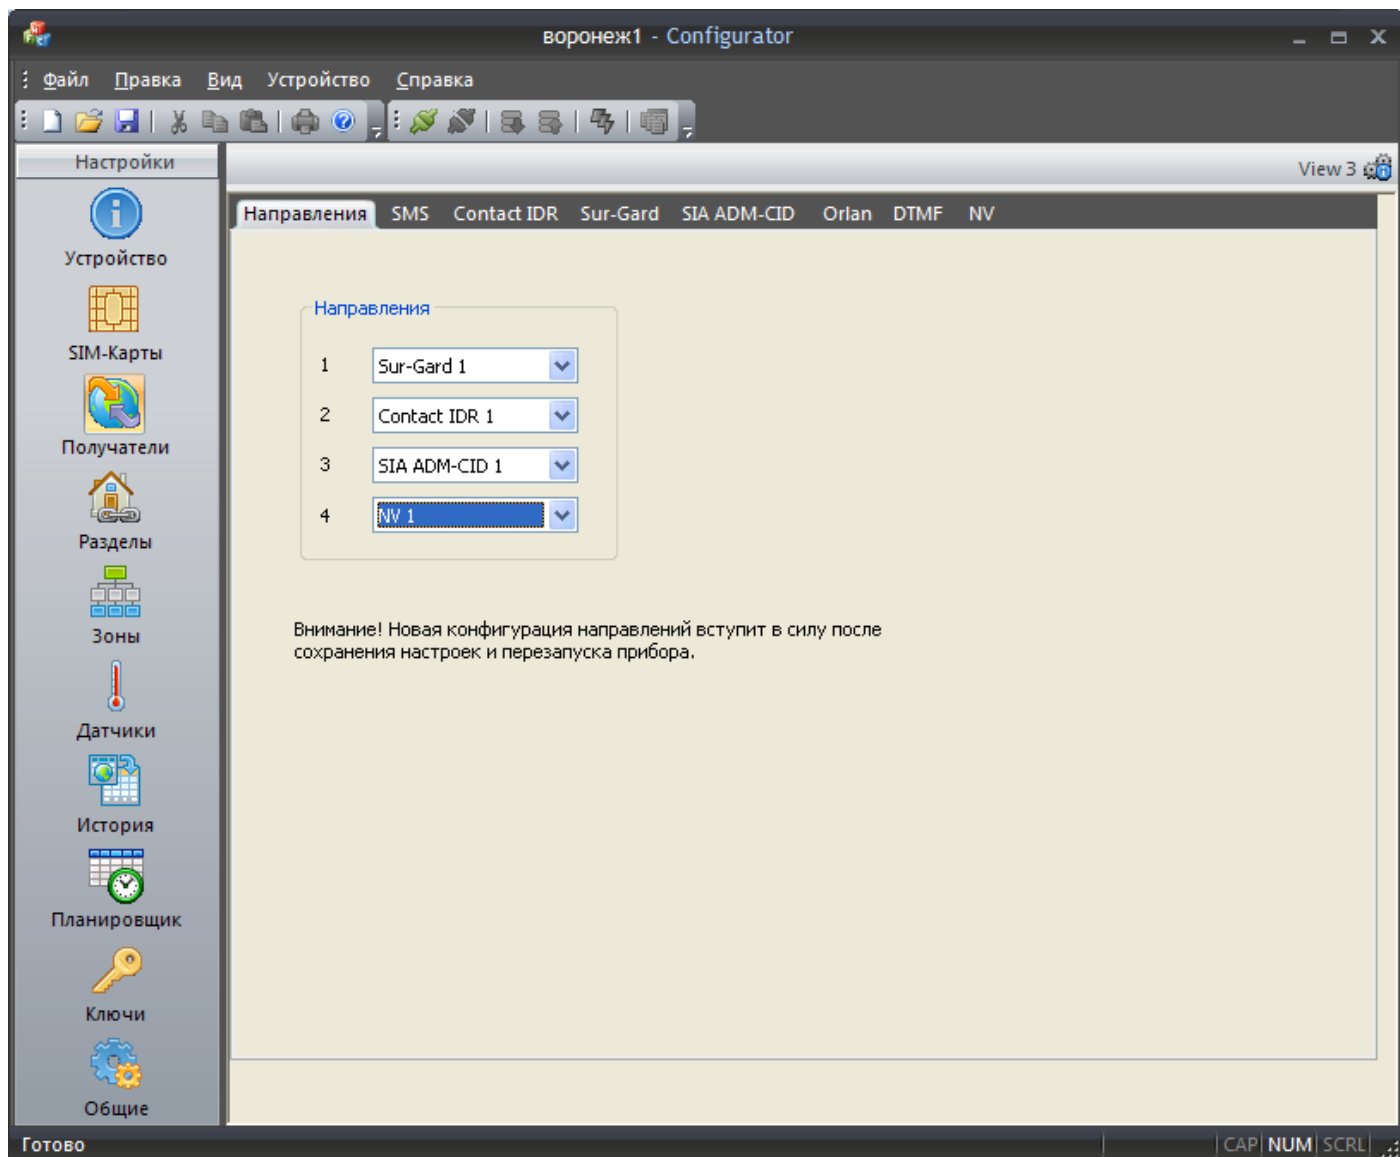 воронеж1 - Configurator
Файл Правка Вид Устройство Справка
Настройки
View 3
Устройство
SIM-Карты
Получатели
Разделы
Зоны
Датчики
История
Планировщик
Ключи
Общие
Направления SMS Contact IDR Sur-Gard SIA ADM-CID Orlan DTMF NV
Направления
1 Sur-Gard 1
2 Contact IDR 1
3 SIA ADM-CID 1
4 NV 1
Внимание! Новая конфигурация направлений вступит в силу после
сохранения настроек и перезапуска прибора.
Готово
CAP NUM SCRL